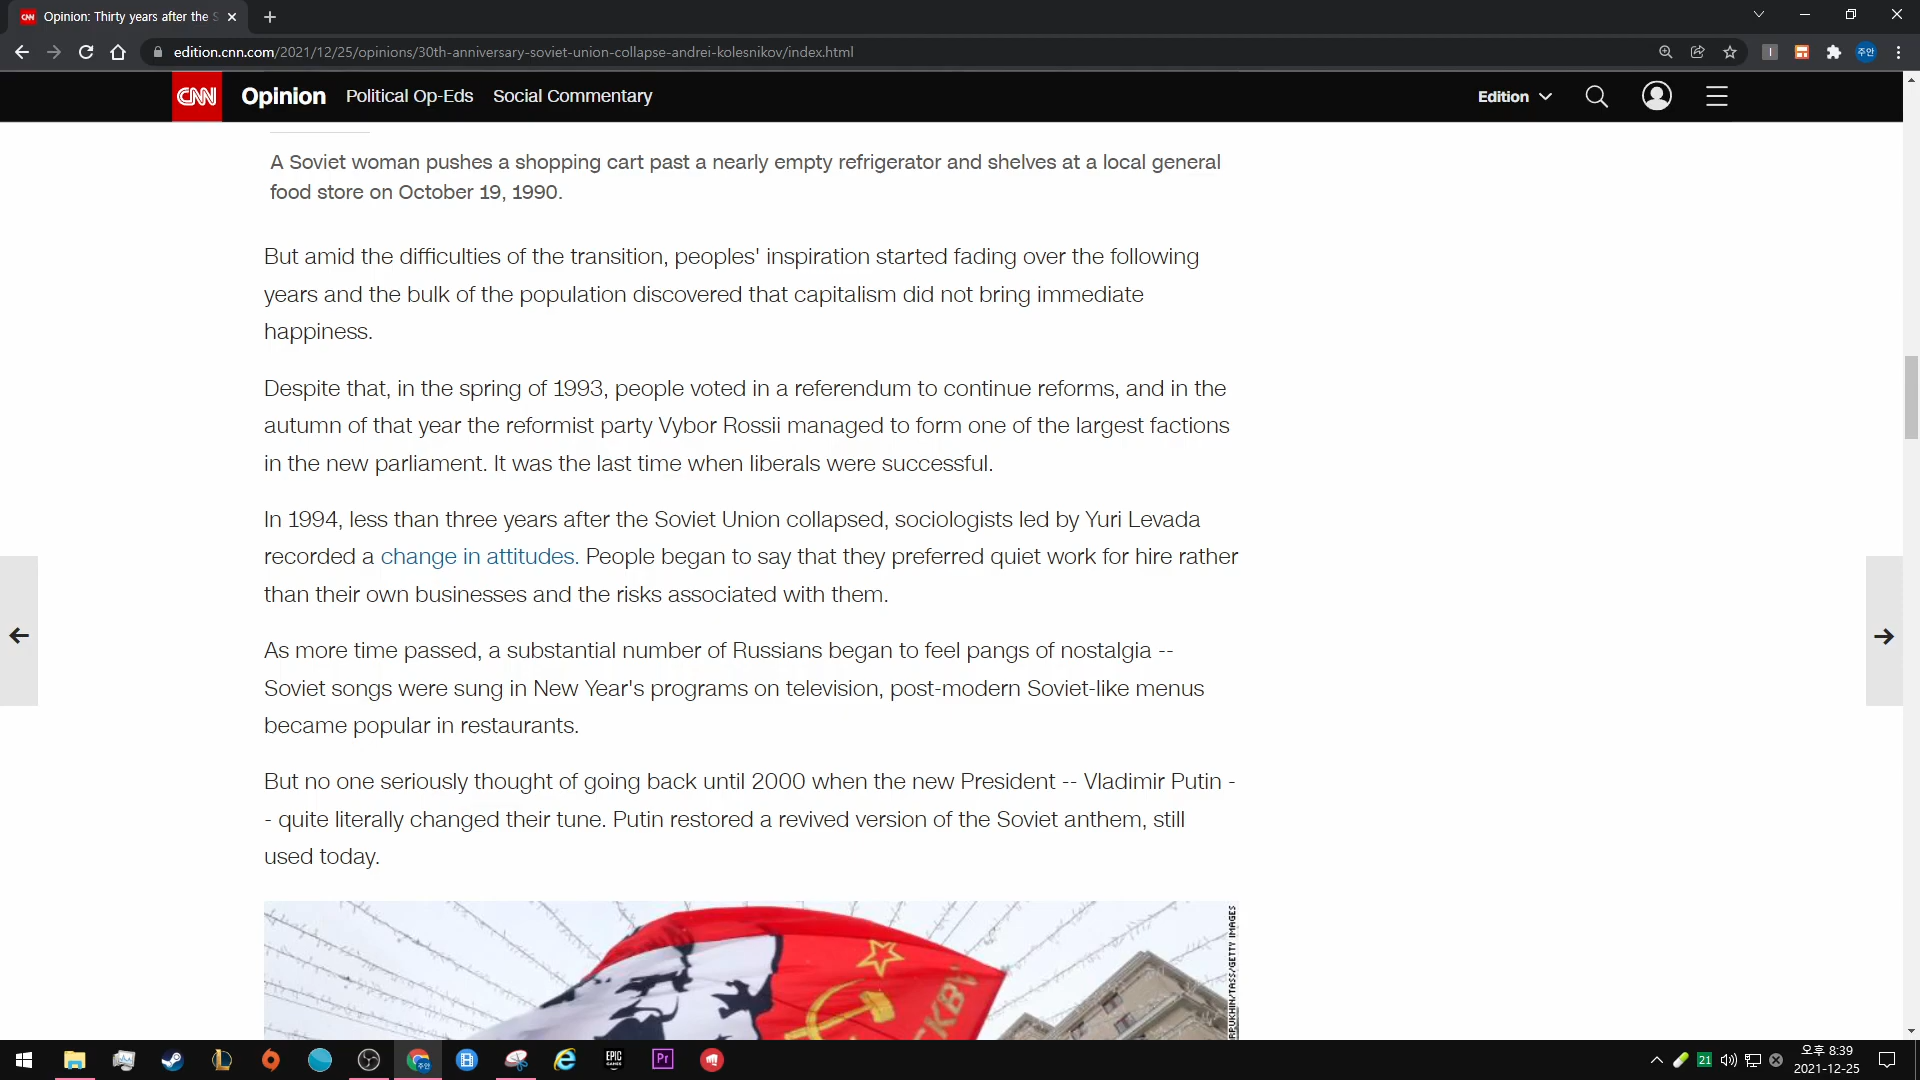 Opinion: Thirty years after the S
edition.cnn.com/2021/12/25/opinions/30th-anniversary-soviet-union-collapse-andrei-kolesnikov/index.html
주안
CNN Opinion Political Op-Eds Social Commentary Edition
A Soviet woman pushes a shopping cart past a nearly empty refrigerator and shelves at a local general
food store on October 19, 1990.
But amid the difficulties of the transition, peoples' inspiration started fading over the following
years and the bulk of the population discovered that capitalism did not bring immediate
happiness.
Despite that, in the spring of 1993, people voted in a referendum to continue reforms, and in the
autumn of that year the reformist party Vybor Rossii managed to form one of the largest factions
in the new parliament. It was the last time when liberals were successful.
In 1994, less than three years after the Soviet Union collapsed, sociologists led by Yuri Levada
recorded a change in attitudes. People began to say that they preferred quiet work for hire rather
than their own businesses and the risks associated with them.
As more time passed, a substantial number of Russians began to feel pangs of nostalgia --
Soviet songs were sung in New Year's programs on television, post-modern Soviet-like menus
became popular in restaurants.
But no one seriously thought of going back until 2000 when the new President -- Vladimir Putin -
- quite literally changed their tune. Putin restored a revived version of the Soviet anthem, still
used today.
/TASS/GETTY IMAGES
주안
EPIC
GAMES
Pr
21
오후 8:39
2021-12-25